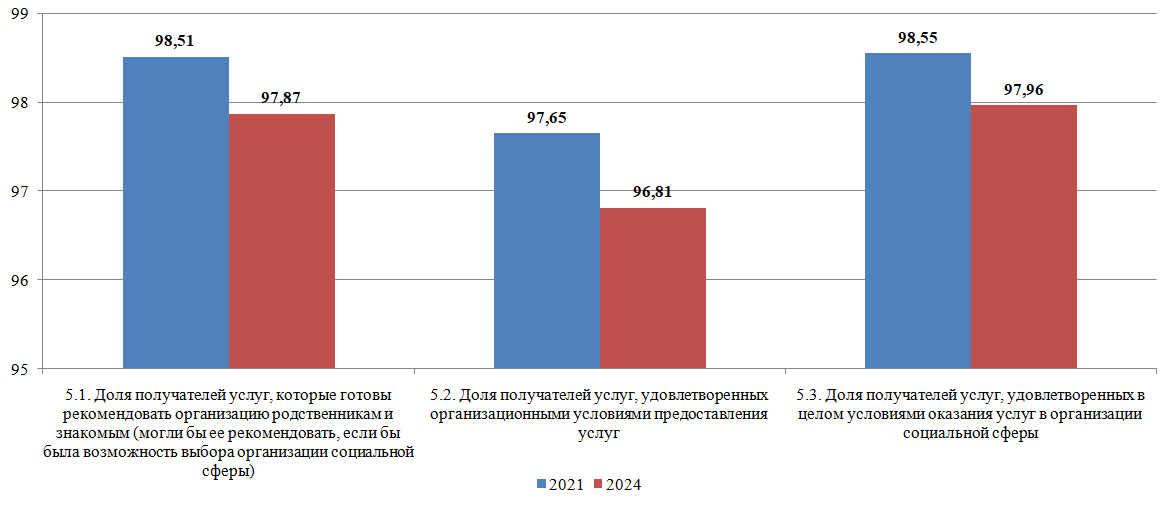 99
98
97
96
95
98,51
97,87
97,65
96,81
98,55
97,96
5.1. Доля получателей услуг, которые готовы
рекомендовать организацию родственникам и
знакомым (могли бы ее рекомендовать, если бы
была возможность выбора организации социальной
сферы)
5.2. Доля получателей услуг, удовлетворенных
организационными условиями предоставления
услуг
5.3. Доля получателей услуг, удовлетворенных в
целом условиями оказания услуг в организации
социальной сферы
2021
2024